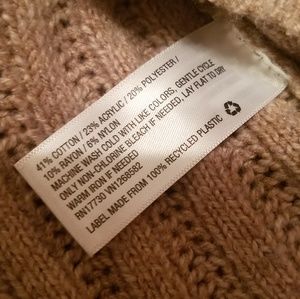 41% COTTON / 23% ACRYLIC / 20% POLYESTER /
10% RAYON / 6% NYLON
MACHINE WASH COLD WITH LIKE COLORS, GENTLE CYCLE
ONLY NON-CHLORINE BLEACH IF NEEDED, LAY FLAT TO DRY
WARM IRON IF NEEDED
RN17730 VN1268582
LABEL MADE FROM 100% RECYCLED PLASTIC